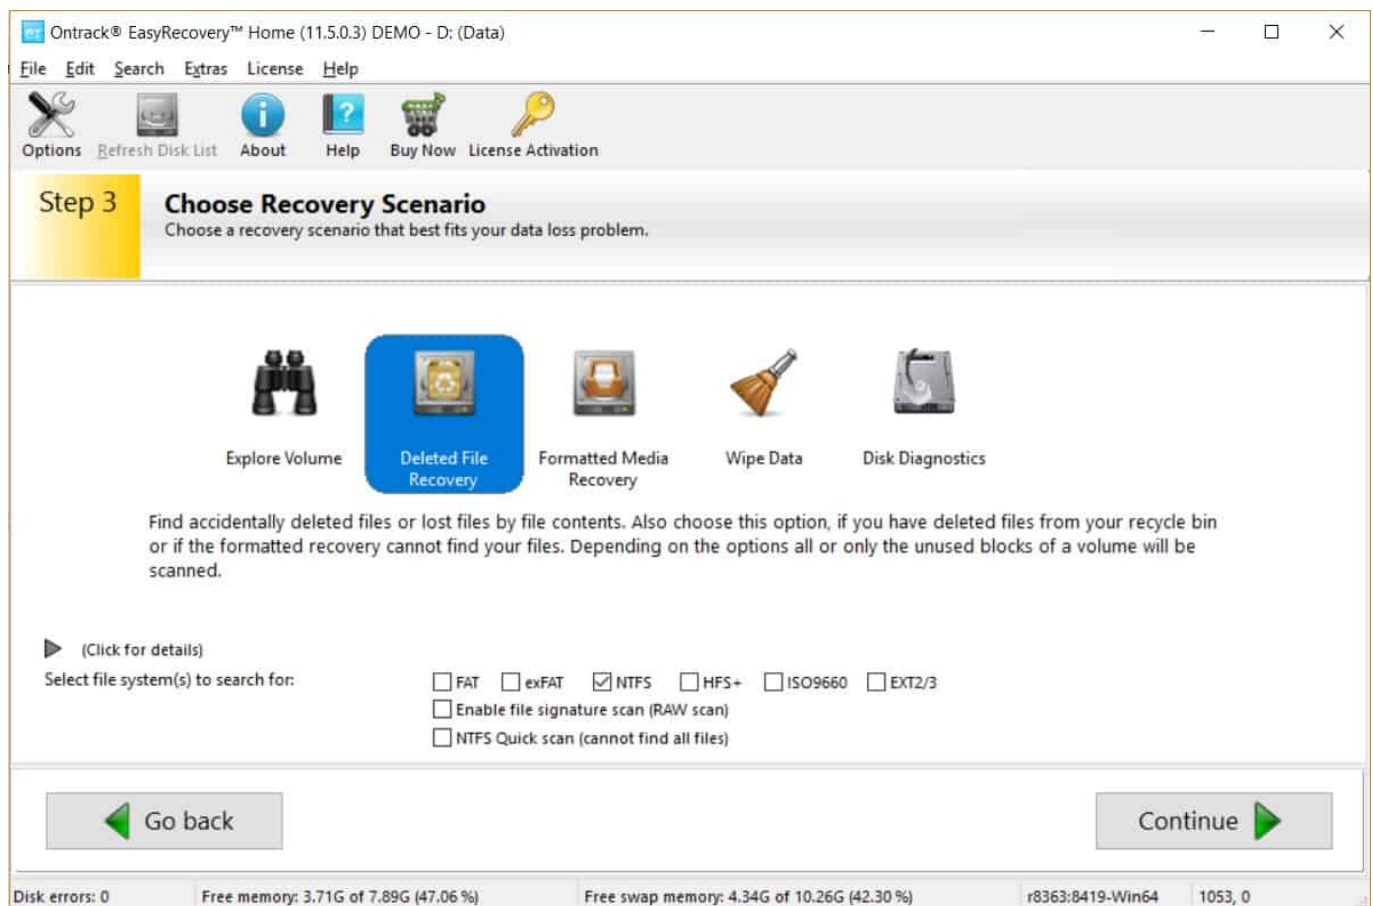 Ontrack® EasyRecovery™ Home (11.5.0.3) DEMO - D: (Data)
File Edit Search Extras License Help
Options Refresh Disk List About Help Buy Now License Activation
Step 3
Choose Recovery Scenario
Choose a recovery scenario that best fits your data loss problem.
Explore Volume
Deleted File
Recovery
Formatted Media
Recovery
Wipe Data
Disk Diagnostics
Find accidentally deleted files or lost files by file contents. Also choose this option, if you have deleted files from your recycle bin
or if the formatted recovery cannot find your files. Depending on the options all or only the unused blocks of a volume will be
scanned.
(Click for details)
Select file system(s) to search for:
FAT exFAT NTFS HFS+ ISO9660 EXT2/3
Enable file signature scan (RAW scan)
NTFS Quick scan (cannot find all files)
Go back
Continue
Disk errors: 0 Free memory: 3.71G of 7.89G (47.06 %) Free swap memory: 4.34G of 10.26G (42.30 %) r8363:8419-Win64 1053, 0